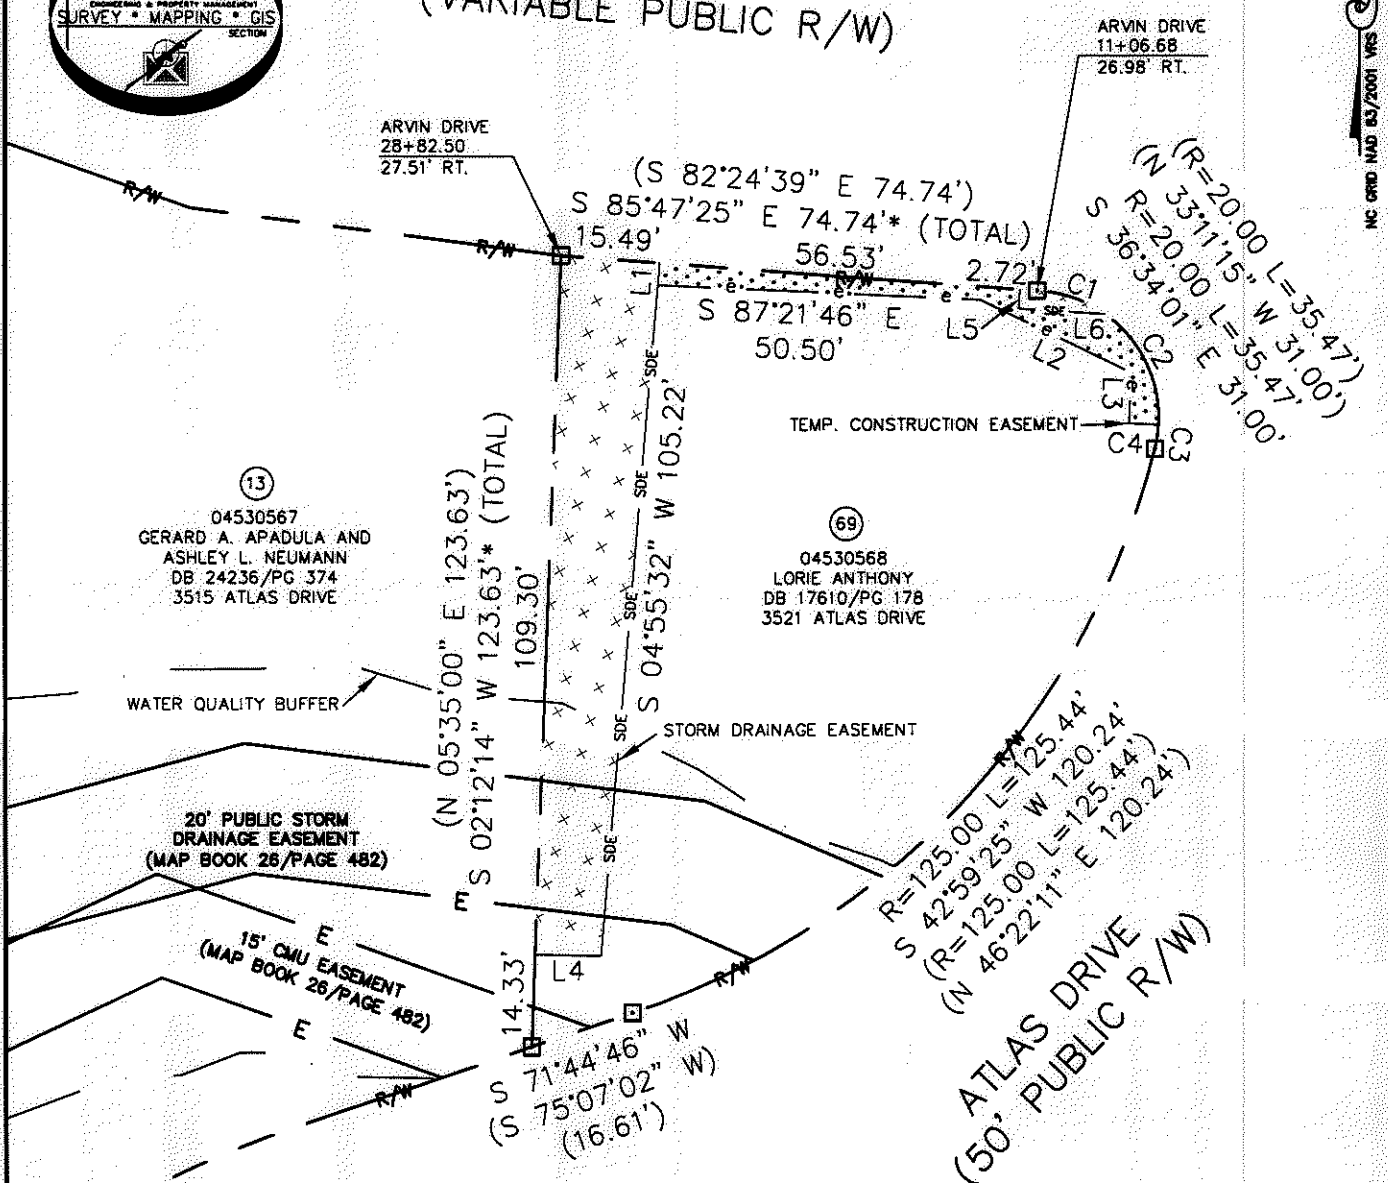 ENGINEERING & PROPERTY MANAGEMENT
SURVEY * MAPPING * GIS
SECTION
(VARIABLE PUBLIC R/W)
ARVIN DRIVE
11+06.68
26.98' RT.
NC GRID NAD 83/2001 VRS
ARVIN DRIVE
28+82.50
27.51' RT.
R/W
R/W
(S 82°24'39" E 74.74')
S 85°47'25" E 74.74'* (TOTAL)
15.49'
56.53'
2.72'
R/W
L1
e
e
e
S 87°21'46" E
50.50'
L5
C1
SDE
L6
e
L2
C2
L3
e
(R=20.00 L=35.47')
(N 33°11'15" W 31.00')
R=20.00 L=35.47'
S 36°34'01" E 31.00'
TEMP. CONSTRUCTION EASEMENT
C4
C3
SDE
SDE
SDE
SDE
SDE
S 04°55'32" W 105.22'
(N 05°35'00" E 123.63')
S 02°12'14" W 123.63'* (TOTAL)
109.30'
13
04530567
GERARD A. APADULA AND
ASHLEY L. NEUMANN
DB 24236/PG 374
3515 ATLAS DRIVE
69
04530568
LORIE ANTHONY
DB 17610/PG 178
3521 ATLAS DRIVE
WATER QUALITY BUFFER
STORM DRAINAGE EASEMENT
R/W
R=125.00 L=125.44'
S 42°59'25" W 120.24'
(R=125.00 L=125.44')
(N 46°22'11" E 120.24')
20' PUBLIC STORM
DRAINAGE EASEMENT
(MAP BOOK 26/PAGE 482)
E
E
15' CMU EASEMENT
(MAP BOOK 26/PAGE 482)
E
14.33'
L4
R/W
S 71°44'46" W
(S 75°07'02" W)
(16.61')
R/W
ATLAS DRIVE
(50' PUBLIC R/W)